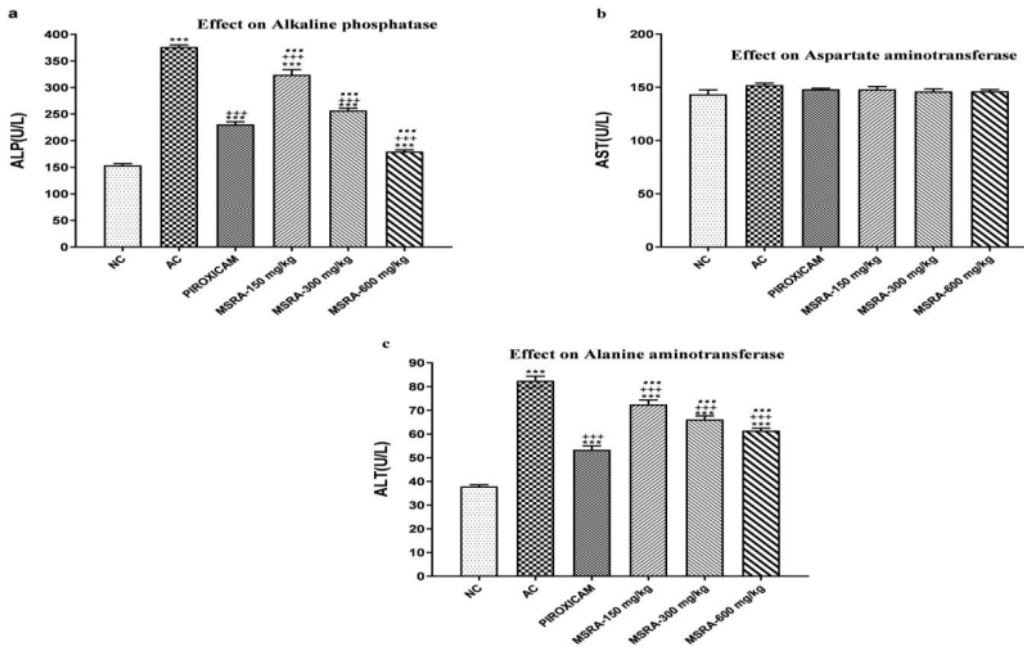 a
Effect on Alkaline phosphatase
ALP(U/L)
400
350
300
250
200
150
100
50
0
***
+++
***
***
+++
***
***
+++
***
***
+++
***
NC
AC
PIROXICAM
MSRA-150 mg/kg
MSRA-300 mg/kg
MSRA-600 mg/kg
b
Effect on Aspartate aminotransferase
AST(U/L)
200
150
100
50
0
NC
AC
PIROXICAM
MSRA-150 mg/kg
MSRA-300 mg/kg
MSRA-600 mg/kg
c
Effect on Alanine aminotransferase
ALT(U/L)
90
80
70
60
50
40
30
20
10
0
***
+++
***
***
+++
***
***
+++
***
***
+++
***
NC
AC
PIROXICAM
MSRA-150 mg/kg
MSRA-300 mg/kg
MSRA-600 mg/kg